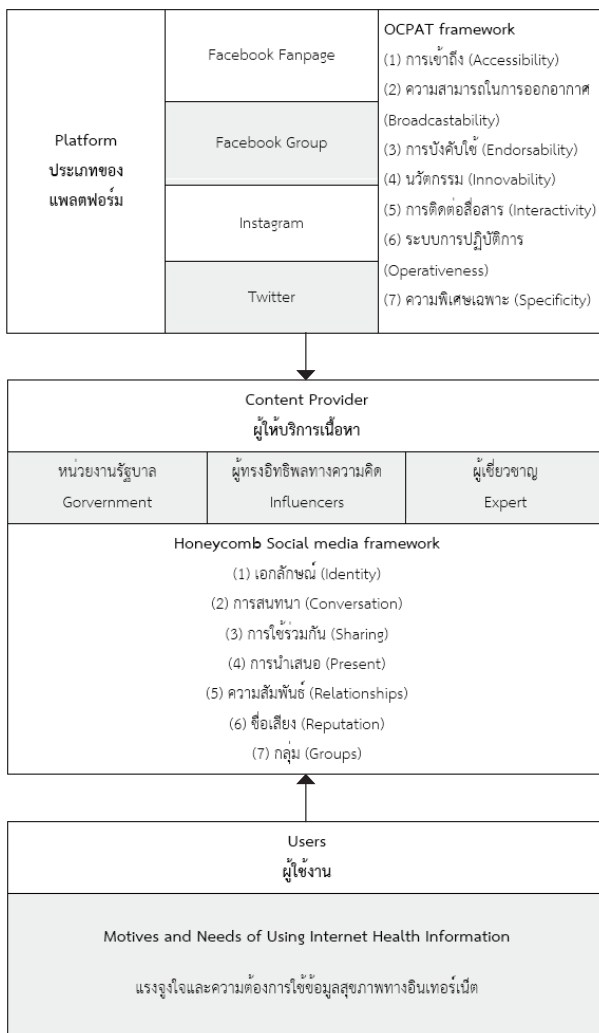 Platform
ประเภทของ
แพลตฟอร์ม
Facebook Fanpage
Facebook Group
Instagram
Twitter
OCPAT framework
(1) การเข้าถึง (Accessibility)
(2) ความสามารถในการออกอากาศ
(Broadcastability)
(3) การบังคับใช้ (Endorsability)
(4) นวัตกรรม (Innovability)
(5) การติดต่อสื่อสาร (Interactivity)
(6) ระบบการปฏิบัติการ
(Operativeness)
(7) ความพิเศษเฉพาะ (Specificity)
Content Provider
ผู้ให้บริการเนื้อหา
หน่วยงานรัฐบาล
Gorvernment
ผู้ทรงอิทธิพลทางความคิด
Influencers
ผู้เชี่ยวชาญ
Expert
Honeycomb Social media framework
(1) เอกลักษณ์ (Identity)
(2) การสนทนา (Conversation)
(3) การใช้ร่วมกัน (Sharing)
(4) การนำเสนอ (Present)
(5) ความสัมพันธ์ (Relationships)
(6) ชื่อเสียง (Reputation)
(7) กลุ่ม (Groups)
Users
ผู้ใช้งาน
Motives and Needs of Using Internet Health Information
แรงจูงใจและความต้องการใช้ข้อมูลสุขภาพทางอินเทอร์เน็ต